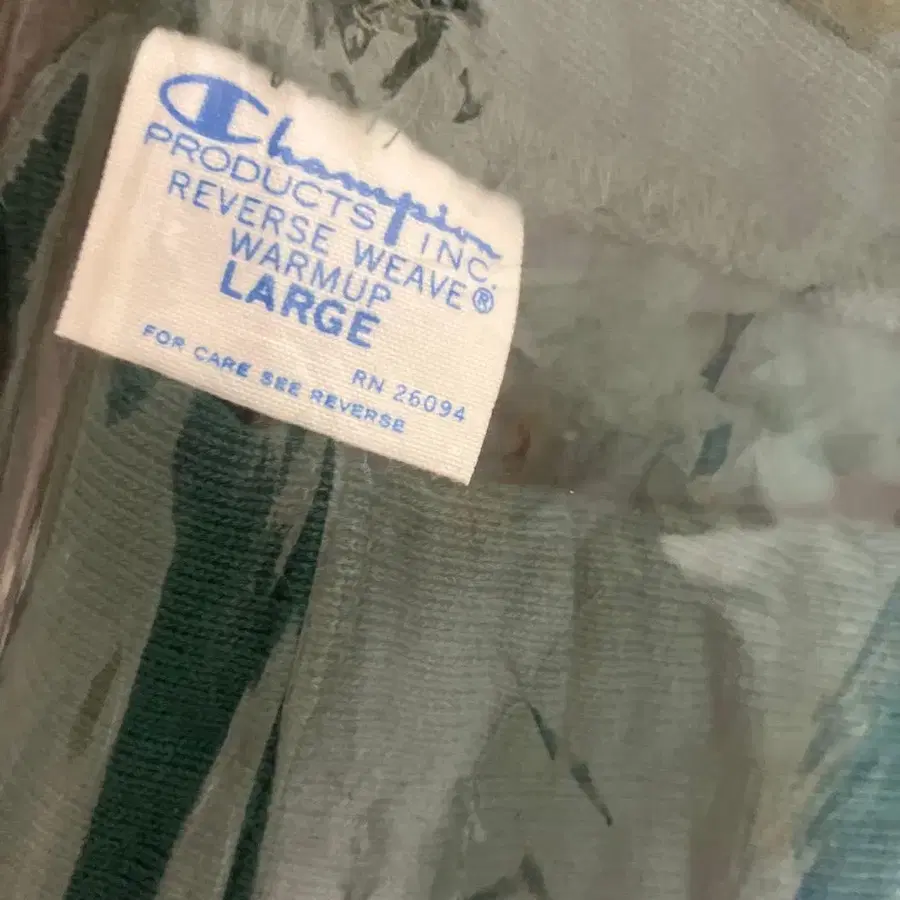 Champion
PRODUCTS INC.
REVERSE WEAVE®
WARMUP
LARGE
RN 26094
FOR CARE SEE REVERSE